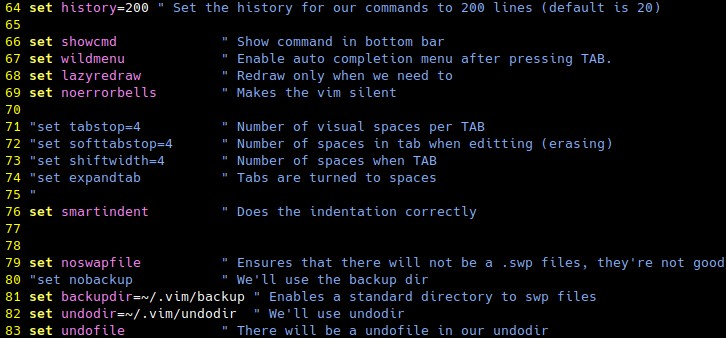 64 set history=200 " Set the history for our commands to 200 lines (default is 20)
65
66 set showcmd             " Show command in bottom bar
67 set wildmenu            " Enable auto completion menu after pressing TAB.
68 set lazyredraw          " Redraw only when we need to
69 set noerrorbells        " Makes the vim silent
70
71 "set tabstop=4          " Number of visual spaces per TAB
72 "set softtabstop=4      " Number of spaces in tab when editting (erasing)
73 "set shiftwidth=4       " Number of spaces when TAB
74 "set expandtab          " Tabs are turned to spaces
75 "
76 set smartindent         " Does the indentation correctly
77
78
79 set noswapfile          " Ensures that there will not be a .swp files, they're not good
80 "set nobackup           " We'll use the backup dir
81 set backupdir=~/.vim/backup " Enables a standard directory to swp files
82 set undodir=~/.vim/undodir  " We'll use undodir
83 set undofile            " There will be a undofile in our undodir